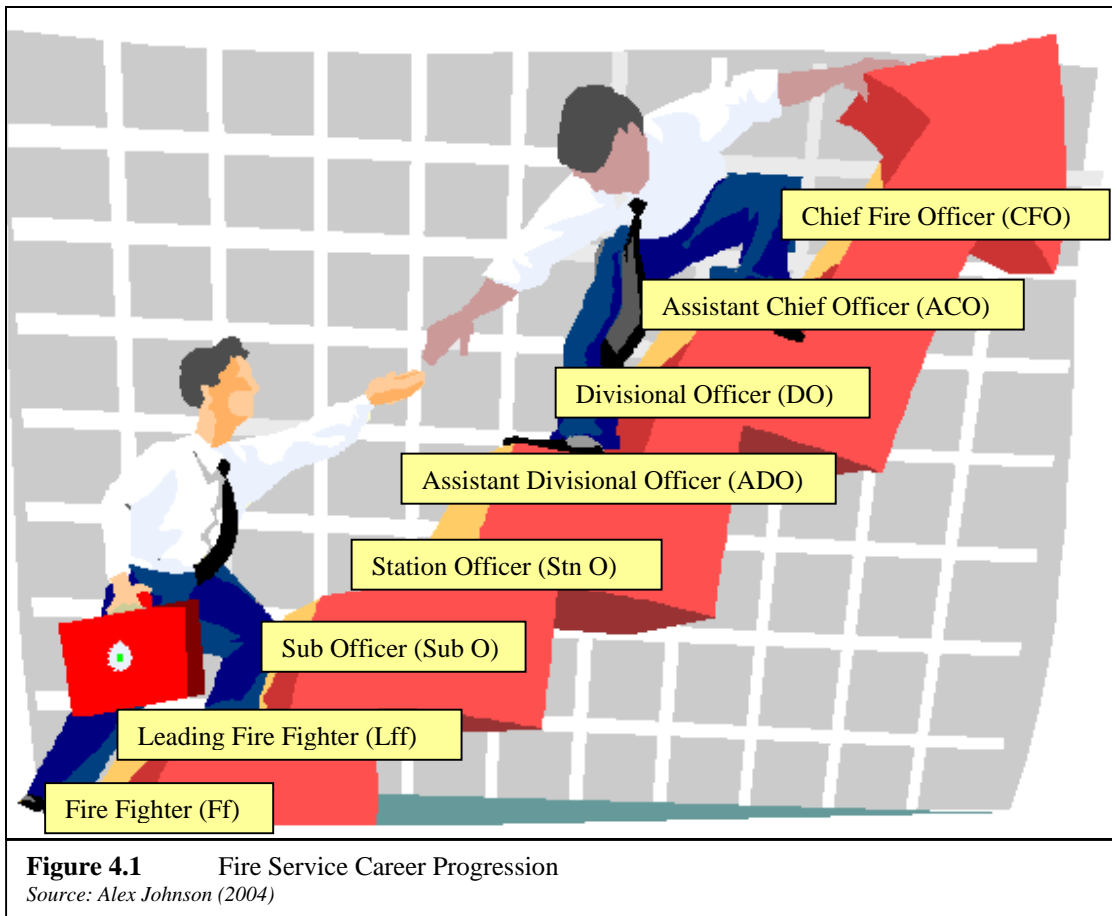 Chief Fire Officer (CFO)
Assistant Chief Officer (ACO)
Divisional Officer (DO)
Assistant Divisional Officer (ADO)
Station Officer (Stn O)
Sub Officer (Sub O)
Leading Fire Fighter (Lff)
Fire Fighter (Ff)
Figure 4.1 Fire Service Career Progression
Source: Alex Johnson (2004)